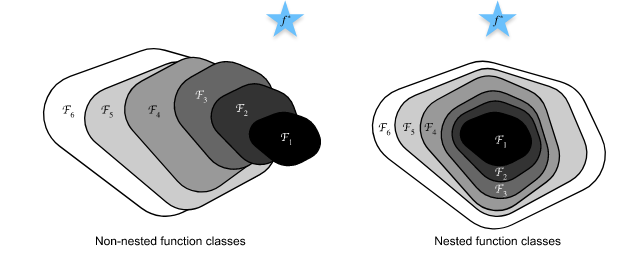 f*
f*
ℱ6
ℱ5
ℱ4
ℱ3
ℱ2
ℱ1
ℱ6
ℱ5
ℱ4
ℱ1
ℱ2
ℱ3
Non-nested function classes
Nested function classes